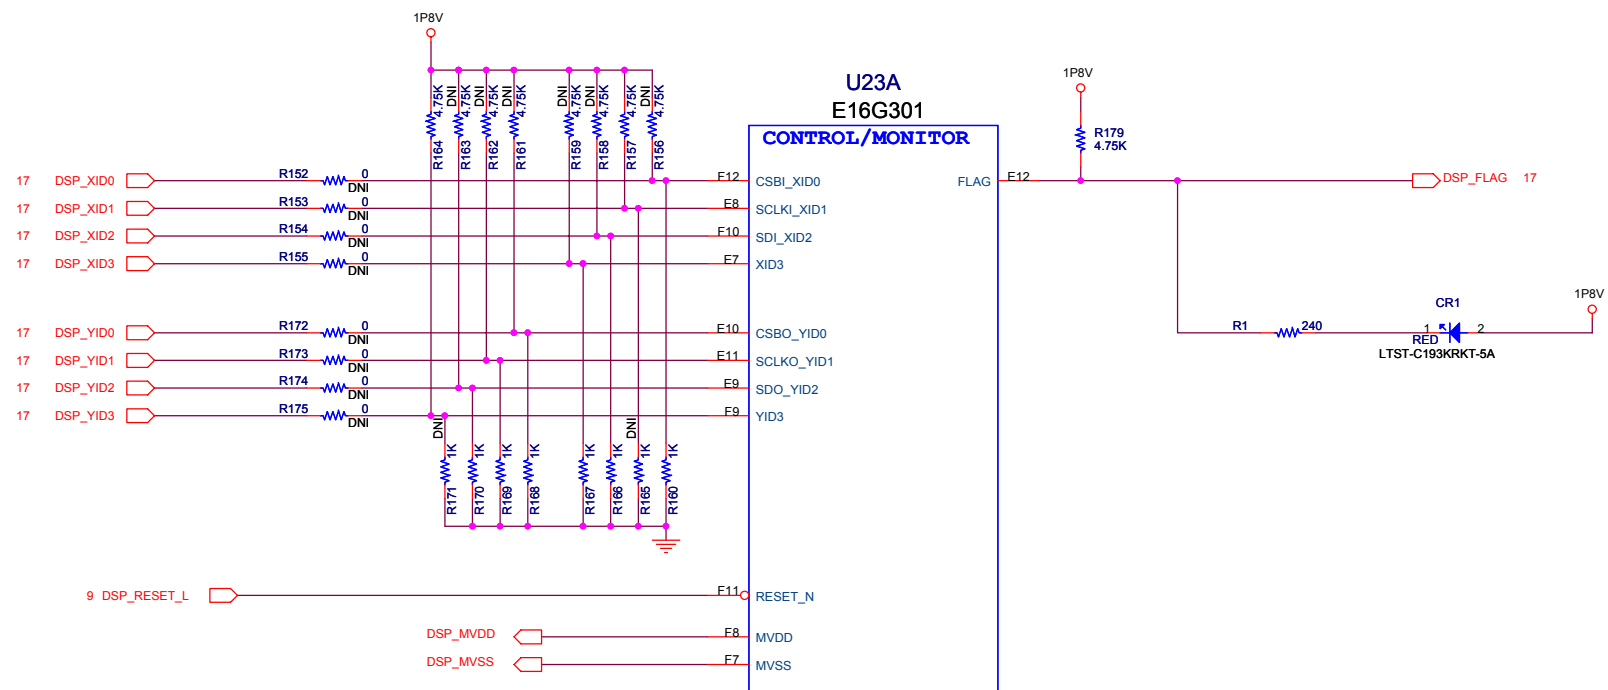 1P8V
4.75K
DNI 4.75K
DNI 4.75K
DNI 4.75K
DNI 4.75K
4.75K
4.75K
DNI 4.75K
R164
R163
R162
R161
R159
R158
R157
R156
U23A
E16G301
CONTROL/MONITOR
1P8V
R179
4.75K
17 DSP_XID0 R152 0 DNI F12 CSBI_XID0
FLAG E12 DSP_FLAG 17
17 DSP_XID1 R153 0 DNI E8 SCLKI_XID1
17 DSP_XID2 R154 0 DNI F10 SDI_XID2
17 DSP_XID3 R155 0 DNI E7 XID3
1P8V
CR1
17 DSP_YID0 R172 0 DNI E10 CSBO_YID0
R1 240 1 2
RED
LTST-C193KRKT-5A
17 DSP_YID1 R173 0 DNI E11 SCLKO_YID1
17 DSP_YID2 R174 0 DNI E9 SDO_YID2
17 DSP_YID3 R175 0 DNI F9 YID3
DNI 1K
1K
1K
1K
1K
1K
DNI 1K
1K
R171
R170
R169
R168
R167
R166
R165
R160
9 DSP_RESET_L F11 RESET_N
DSP_MVDD F8 MVDD
DSP_MVSS F7 MVSS